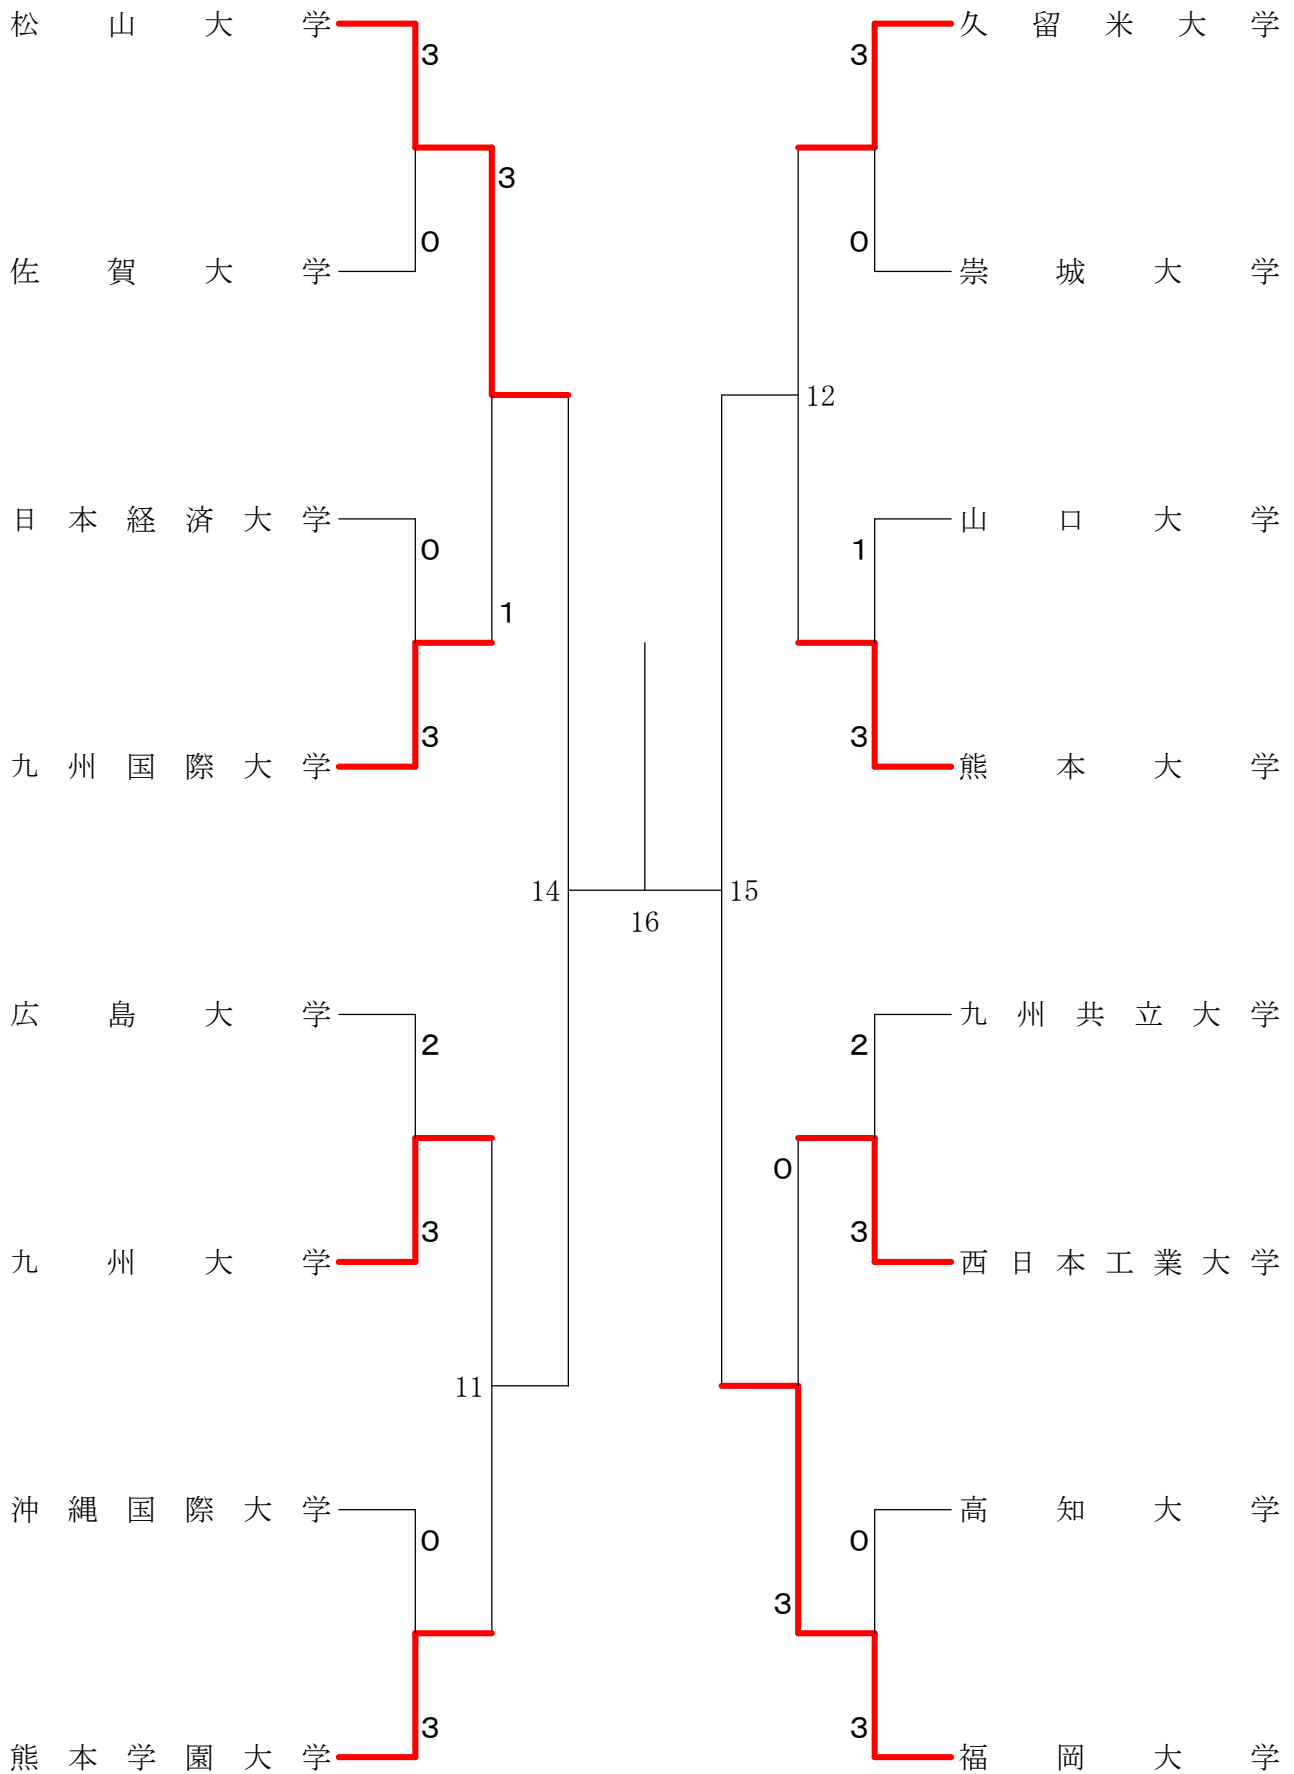 松山大学
3
3
0
佐賀大学
日本経済大学
0
1
3
九州国際大学
14
広島大学
2
3
九州大学
11
沖縄国際大学
0
3
熊本学園大学
16
久留米大学
3
0
崇城大学
12
山口大学
1
3
熊本大学
15
九州共立大学
2
0
3
西日本工業大学
高知大学
0
3
3
福岡大学